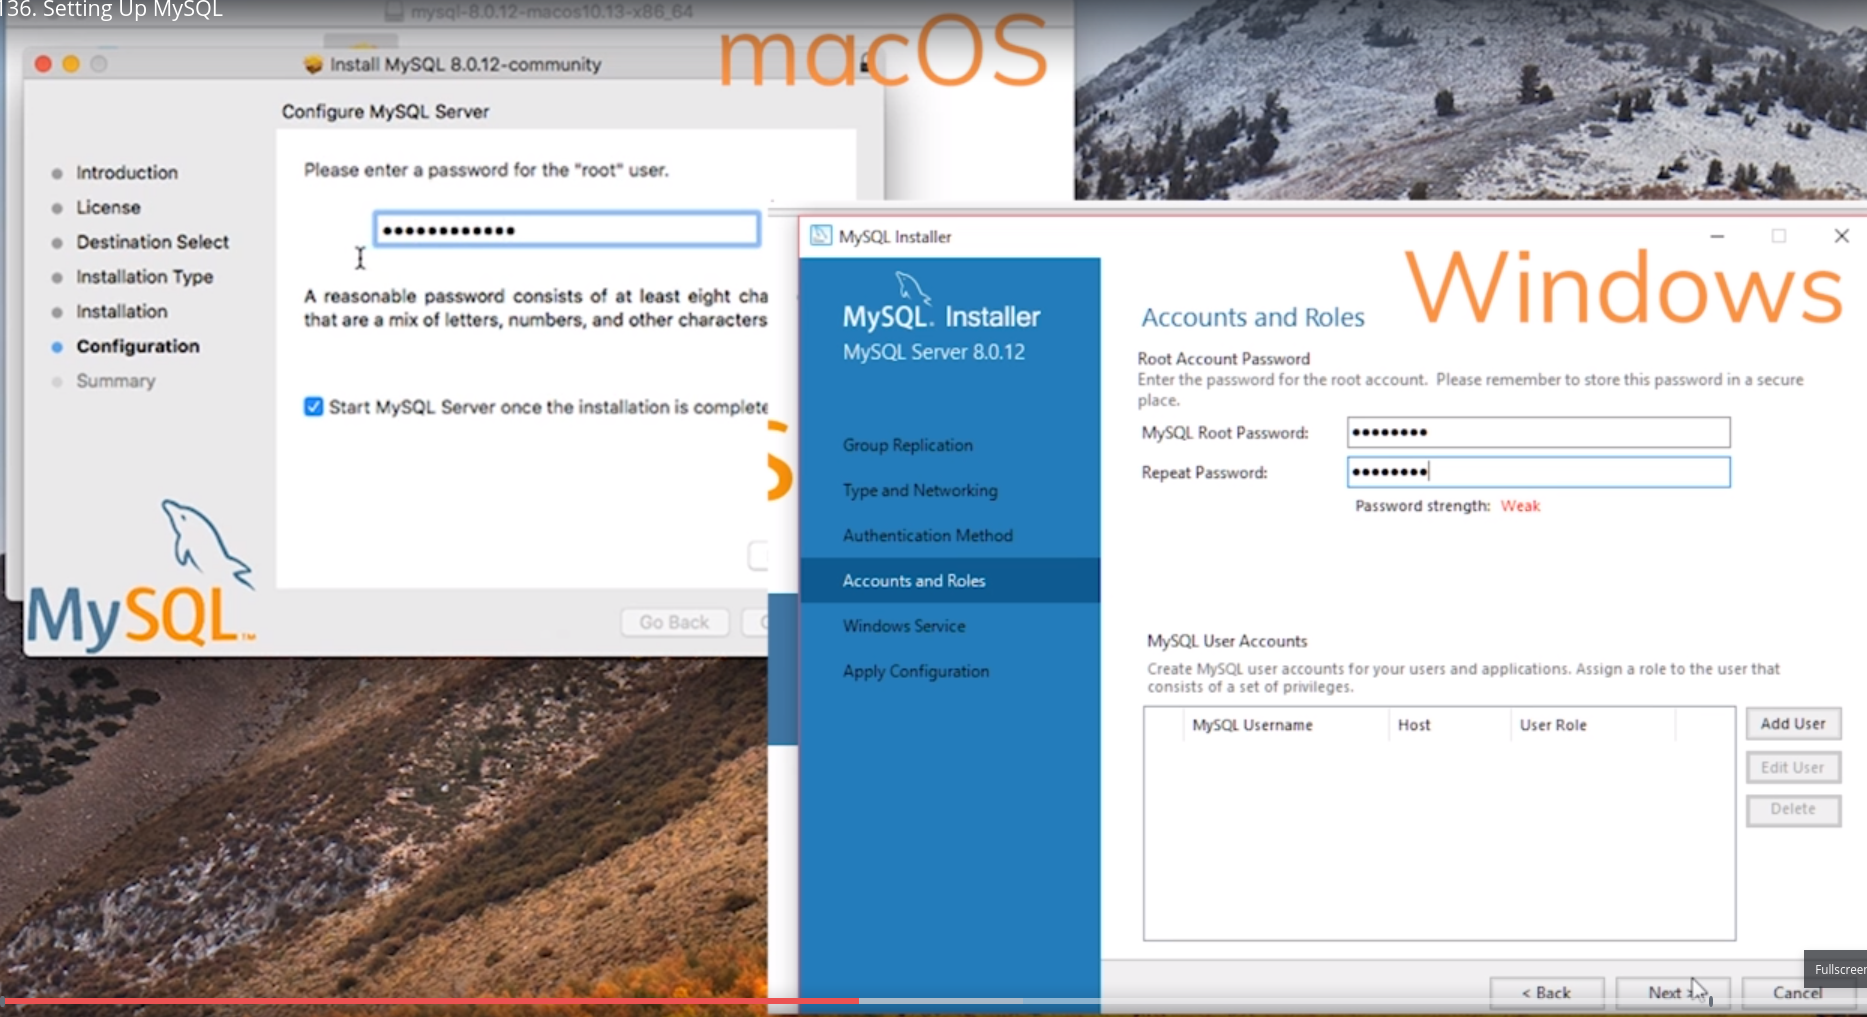 136. Setting Up MySQL
mysql-8.0.12-macos10.13-x86_64
macOS
Install MySQL 8.0.12-community
Configure MySQL Server
Introduction
License
Destination Select
Installation Type
Installation
Configuration
Summary
Please enter a password for the "root" user.
A reasonable password consists of at least eight cha
that are a mix of letters, numbers, and other characters
Start MySQL Server once the installation is complete
MySQL™
Go Back
Windows
MySQL Installer
MySQL. Installer
MySQL Server 8.0.12
Group Replication
Type and Networking
Authentication Method
Accounts and Roles
Windows Service
Apply Configuration
Accounts and Roles
Root Account Password
Enter the password for the root account. Please remember to store this password in a secure
place.
MySQL Root Password: ••••••••
Repeat Password: ••••••••
Password strength: Weak
MySQL User Accounts
Create MySQL user accounts for your users and applications. Assign a role to the user that
consists of a set of privileges.
MySQL Username Host User Role
Add User
Edit User
Delete
Fullscreen
< Back Next > Cancel